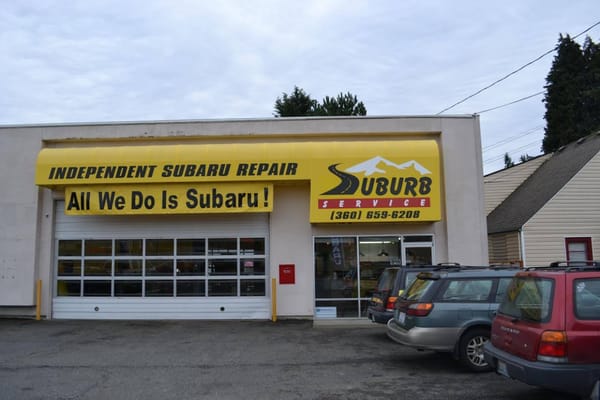 INDEPENDENT SUBARU REPAIR
All We Do Is Subaru!
SUBURB
SERVICE
(360) 659-6208